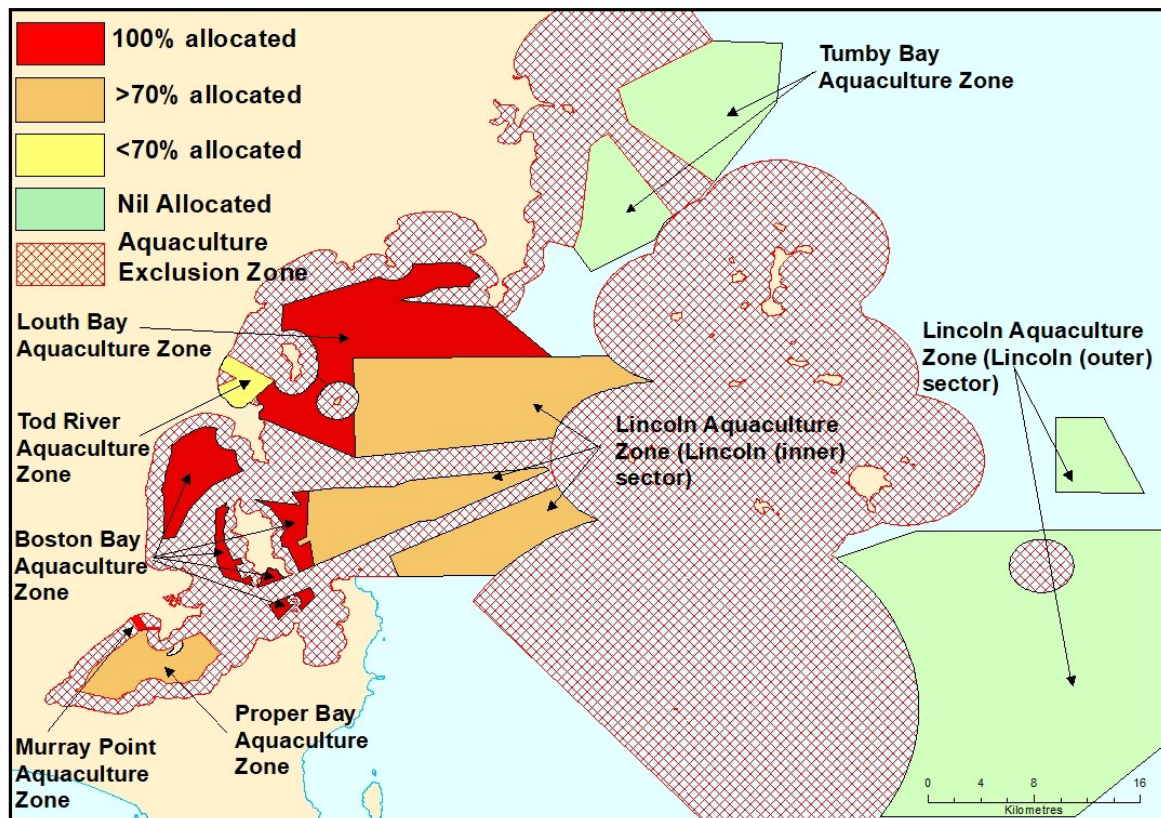 100% allocated
>70% allocated
<70% allocated
Nil Allocated
Aquaculture
Exclusion Zone
Tumby Bay
Aquaculture Zone
Louth Bay
Aquaculture Zone
Lincoln Aquaculture
Zone (Lincoln (outer)
sector)
Tod River
Aquaculture
Zone
Lincoln Aquaculture
Zone (Lincoln (inner)
sector)
Boston Bay
Aquaculture
Zone
Proper Bay
Aquaculture
Zone
Murray Point
Aquaculture
Zone
0 4 8 16
Kilometres